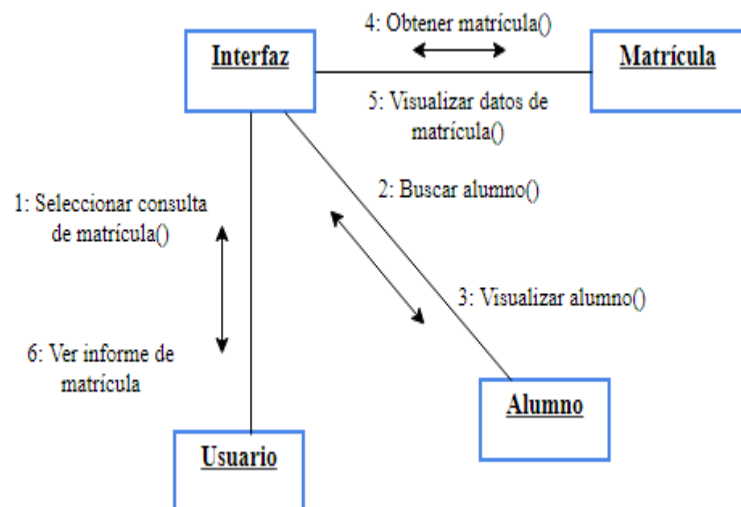 4: Obtener matrícula()
Interfaz
Matrícula
5: Visualizar datos de
matrícula()
2: Buscar alumno()
1: Seleccionar consulta
de matrícula()
3: Visualizar alumno()
6: Ver informe de
matrícula
Alumno
Usuario